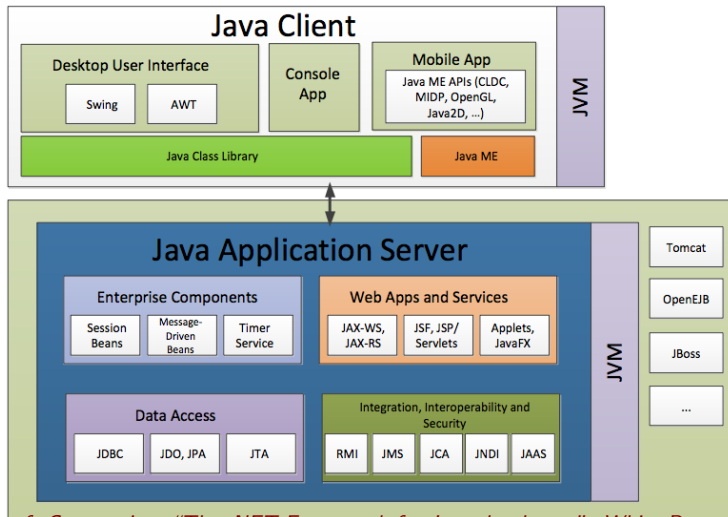 Java Client
Desktop User Interface
Swing
AWT
Console
App
Mobile App
Java ME APIs (CLDC,
MIDP, OpenGL,
Java2D, ...)
Java Class Library
Java ME
JVM
Java Application Server
Enterprise Components
Session
Beans
Message-
Driven
Beans
Timer
Service
Web Apps and Services
JAX-WS,
JAX-RS
JSF, JSP/
Servlets
Applets,
JavaFX
Data Access
JDBC
JDO, JPA
JTA
Integration, Interoperability and
Security
RMI
JMS
JCA
JNDI
JAAS
JVM
Tomcat
OpenEJB
JBoss
...